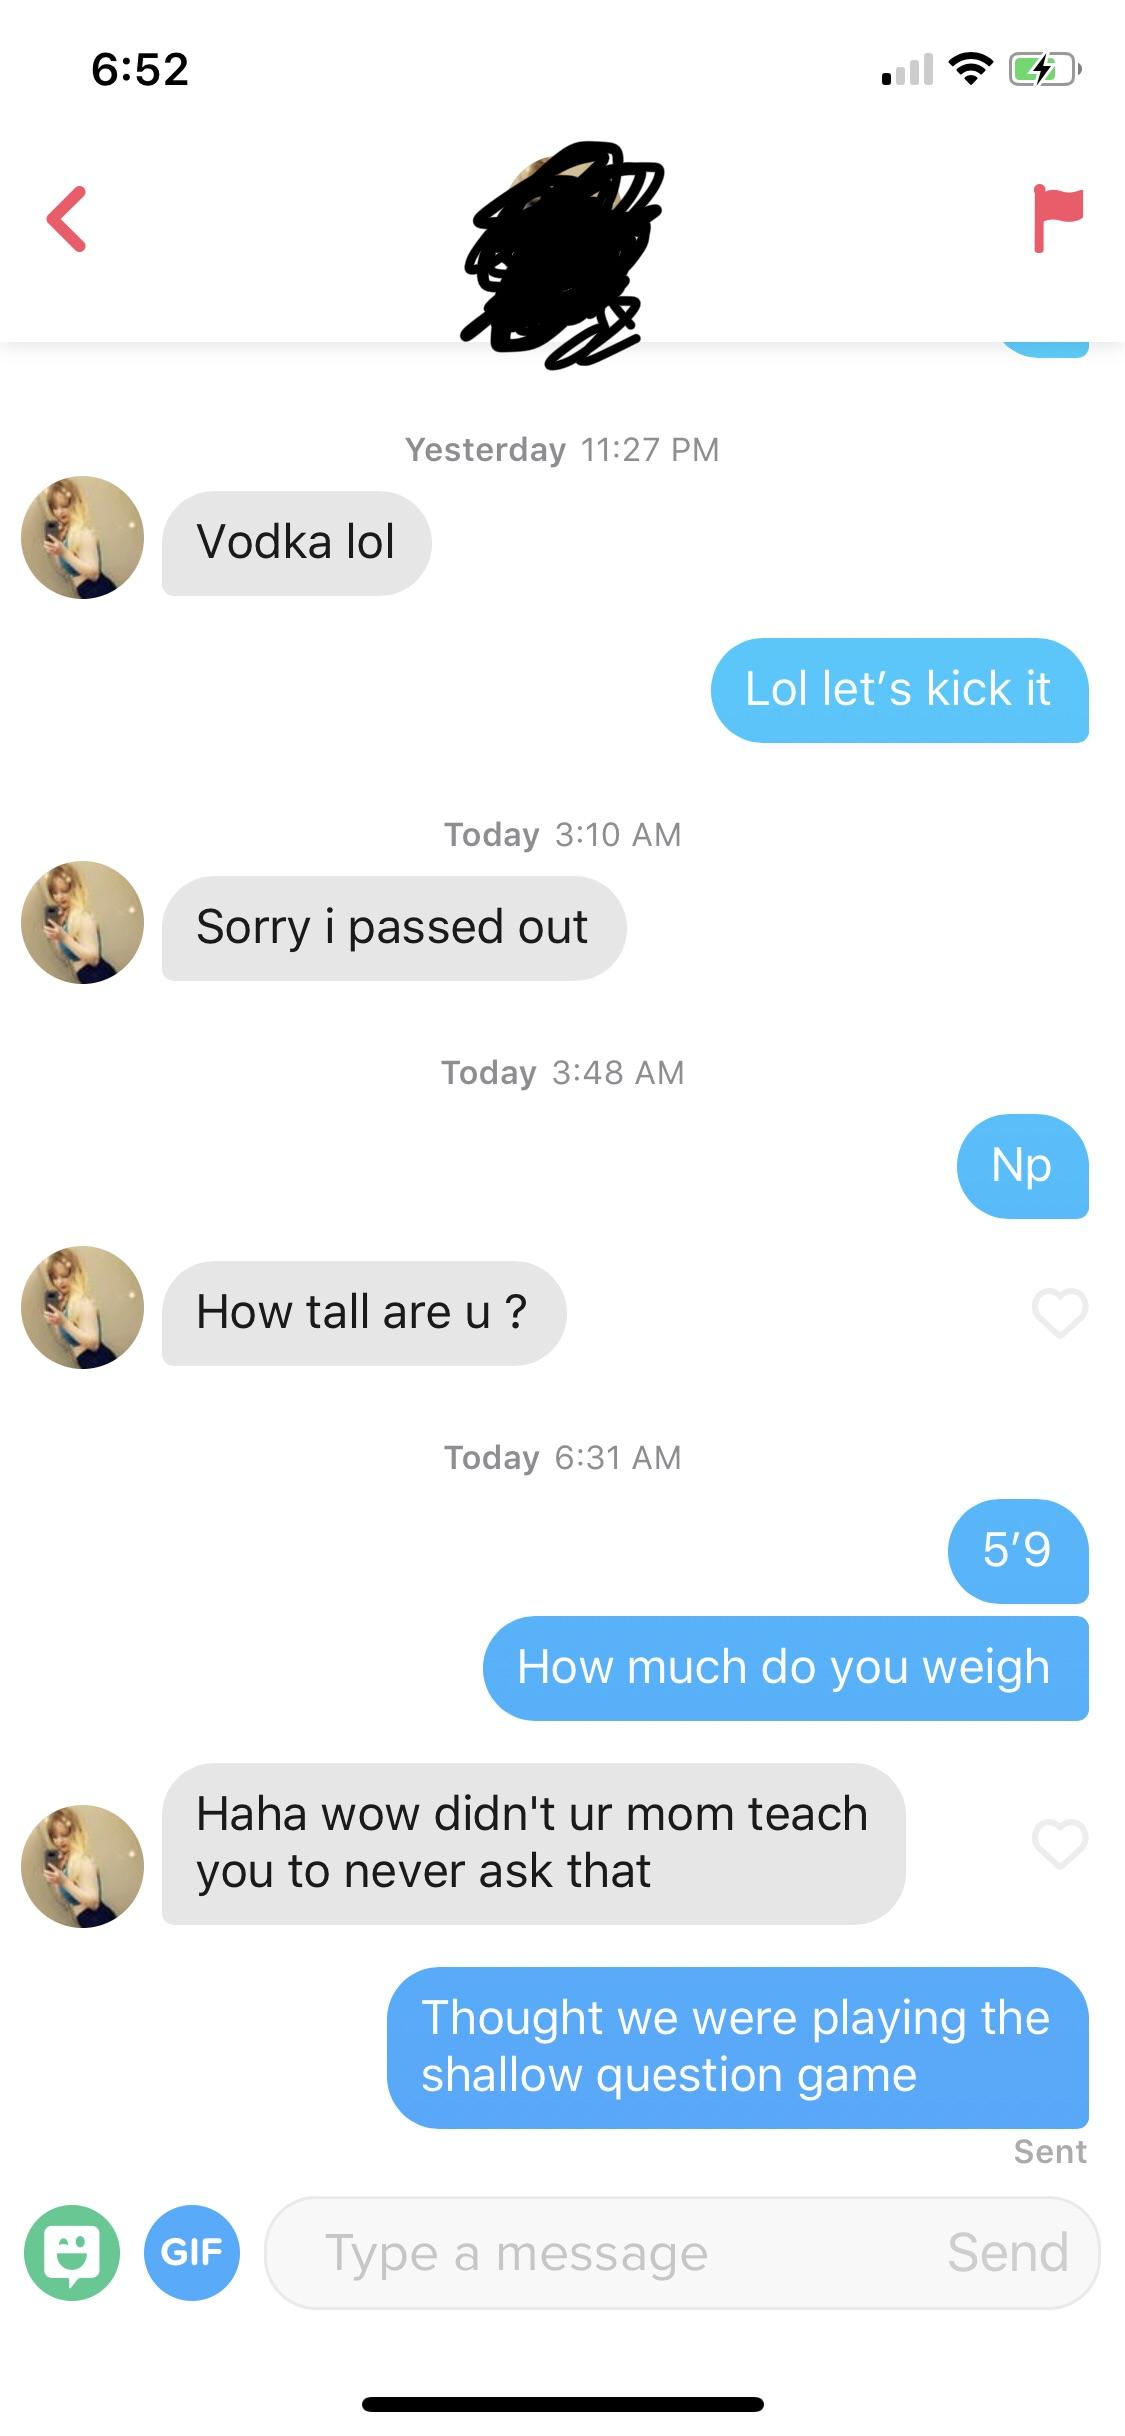 6:52
Yesterday 11:27 PM
Vodka lol
Lol let’s kick it
Today 3:10 AM
Sorry i passed out
Today 3:48 AM
Np
How tall are u ?
Today 6:31 AM
5’9
How much do you weigh
Haha wow didn't ur mom teach
you to never ask that
Thought we were playing the
shallow question game
Sent
GIF
Type a message
Send